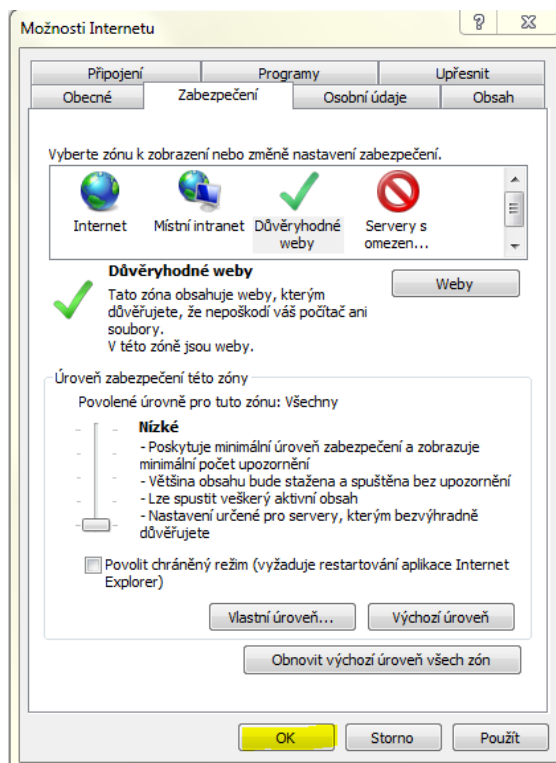 Možnosti Internetu
Připojení Programy Upřesnit
Obecné Zabezpečení Osobní údaje Obsah
Vyberte zónu k zobrazení nebo změně nastavení zabezpečení.
Internet Místní intranet Důvěryhodné weby Servery s omezen...
Důvěryhodné weby
Weby
Tato zóna obsahuje weby, kterým
důvěřujete, že nepoškodí váš počítač ani
soubory.
V této zóně jsou weby.
Úroveň zabezpečení této zóny
Povolené úrovně pro tuto zónu: Všechny
Nízké
- Poskytuje minimální úroveň zabezpečení a zobrazuje
minimální počet upozornění
- Většina obsahu bude stažena a spuštěna bez upozornění
- Lze spustit veškerý aktivní obsah
- Nastavení určené pro servery, kterým bezvýhradně
důvěřujete
Povolit chráněný režim (vyžaduje restartování aplikace Internet
Explorer)
Vlastní úroveň... Výchozí úroveň
Obnovit výchozí úroveň všech zón
OK Storno Použít